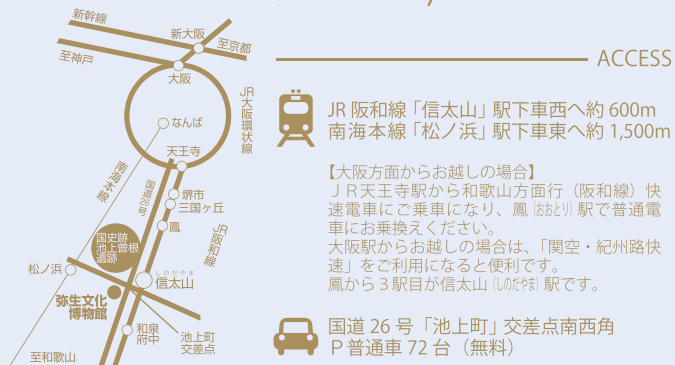 新幹線
新大阪
至京都
至神戸
大阪
JR大阪環状線
なんば
天王寺
南海本線
国道26号
堺市
三国ヶ丘
鳳
JR阪和線
国史跡
池上曽根
遺跡
松ノ浜
しのだやま
信太山
弥生文化
博物館
和泉
府中
池上町
交差点
至和歌山
ACCESS
JR 阪和線「信太山」駅下車西へ約 600m
南海本線「松ノ浜」駅下車東へ約 1,500m
【大阪方面からお越しの場合】
ＪＲ天王寺駅から和歌山方面行（阪和線）快
速電車にご乗車になり、鳳 (おおとり) 駅で普通電
車にお乗換えください。
大阪駅からお越しの場合は、「関空・紀州路快
速」をご利用になると便利です。
鳳から３駅目が信太山 (しのだやま) 駅です。
国道 26 号「池上町」交差点南西角
Ｐ普通車 72 台（無料）